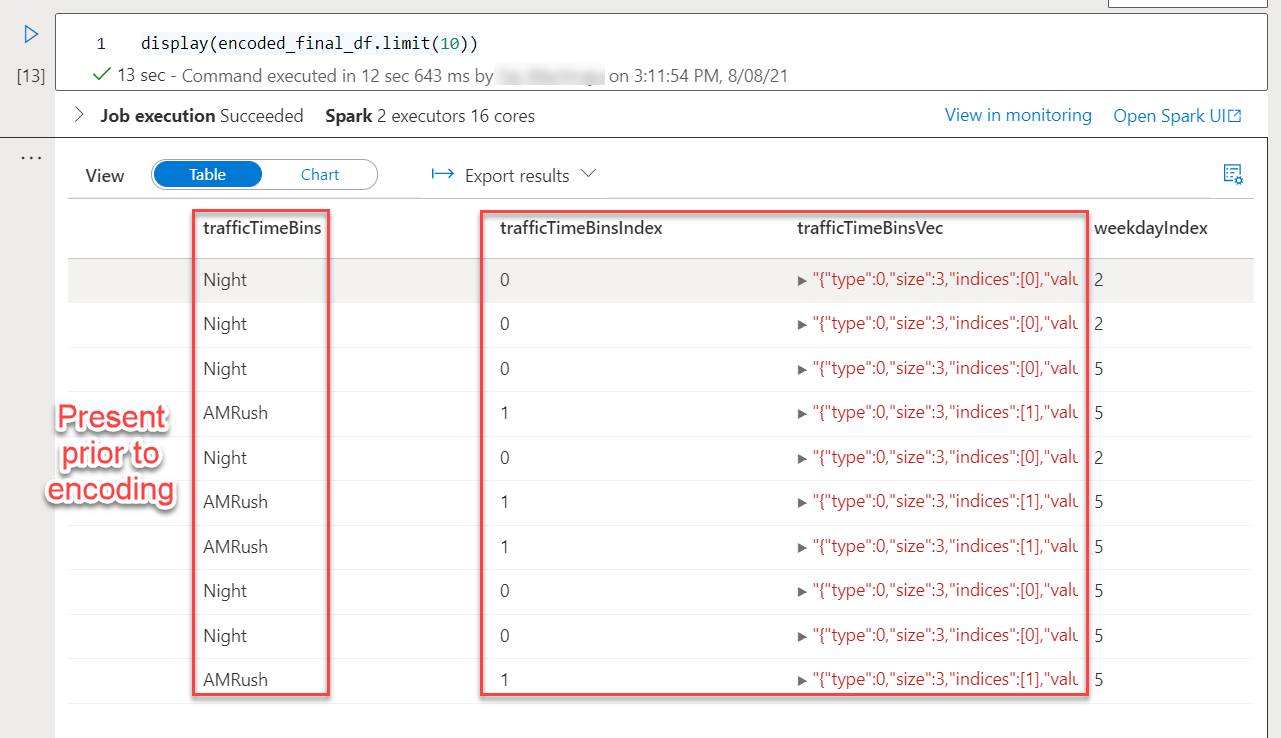 1 display(encoded_final_df.limit(10))
[13] 13 sec - Command executed in 12 sec 643 ms by on 3:11:54 PM, 8/08/21
Job execution Succeeded Spark 2 executors 16 cores View in monitoring Open Spark UI
...
View Table Chart Export results
trafficTimeBins trafficTimeBinsIndex trafficTimeBinsVec weekdayIndex
Night 0 "{"type":0,"size":3,"indices":[0],"valu 2
Night 0 "{"type":0,"size":3,"indices":[0],"valu 2
Night 0 "{"type":0,"size":3,"indices":[0],"valu 5
AMRush 1 "{"type":0,"size":3,"indices":[1],"valu 5
Night 0 "{"type":0,"size":3,"indices":[0],"valu 2
AMRush 1 "{"type":0,"size":3,"indices":[1],"valu 5
AMRush 1 "{"type":0,"size":3,"indices":[1],"valu 5
Night 0 "{"type":0,"size":3,"indices":[0],"valu 5
Night 0 "{"type":0,"size":3,"indices":[0],"valu 5
AMRush 1 "{"type":0,"size":3,"indices":[1],"valu 5
Present
prior to
encoding